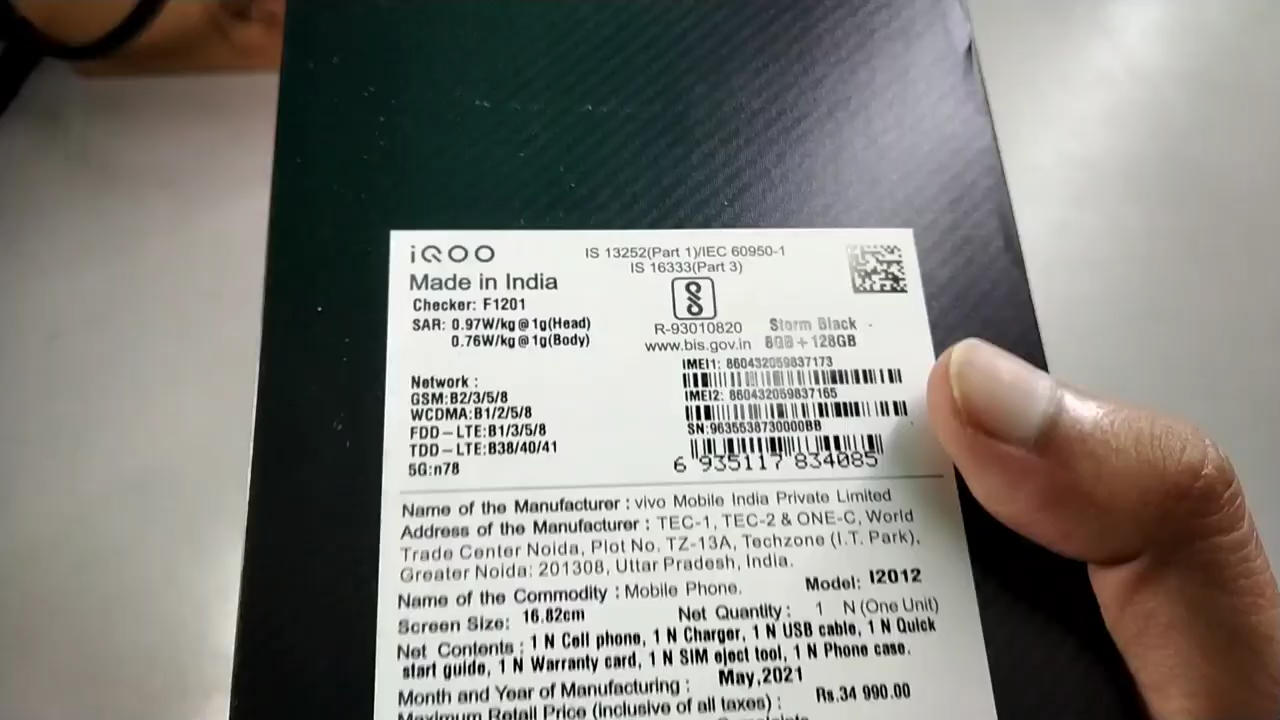 iQOO
Made in India
Checker: F1201
SAR: 0.97W/kg@1g(Head)
0.76W/kg@1g(Body)
IS 13252(Part 1)/IEC 60950-1
IS 16333(Part 3)
R-93010820
www.bis.gov.in
Storm Black
8GB+128GB
Network :
GSM:B2/3/5/8
WCDMA:B1/2/5/8
FDD-LTE:B1/3/5/8
TDD-LTE:B38/40/41
5G:n78
IMEI1: 860432059837173
IMEI2: 860432059837165
SN:9635538730000BB
6 935117 834085
Name of the Manufacturer : vivo Mobile India Private Limited
Address of the Manufacturer : TEC-1, TEC-2 & ONE-C, World
Trade Center Noida, Plot No. TZ-13A, Techzone (I.T. Park),
Greater Noida: 201308, Uttar Pradesh, India.
Name of the Commodity : Mobile Phone. Model: I2012
Screen Size: 16.82cm Net Quantity: 1 N (One Unit)
Net Contents : 1 N Cell phone, 1 N Charger, 1 N USB cable, 1 N Quick
start guide, 1 N Warranty card, 1 N SIM eject tool, 1 N Phone case.
Month and Year of Manufacturing : May,2021
Maximum Retail Price (inclusive of all taxes) : Rs.34 990.00